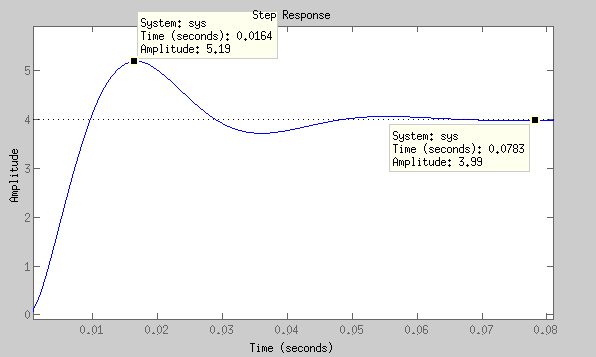 Step Response
System: sys
Time (seconds): 0.0164
Amplitude: 5.19
5
4
3
2
1
0
Amplitude
System: sys
Time (seconds): 0.0783
Amplitude: 3.99
0.01 0.02 0.03 0.04 0.05 0.06 0.07 0.08
Time (seconds)